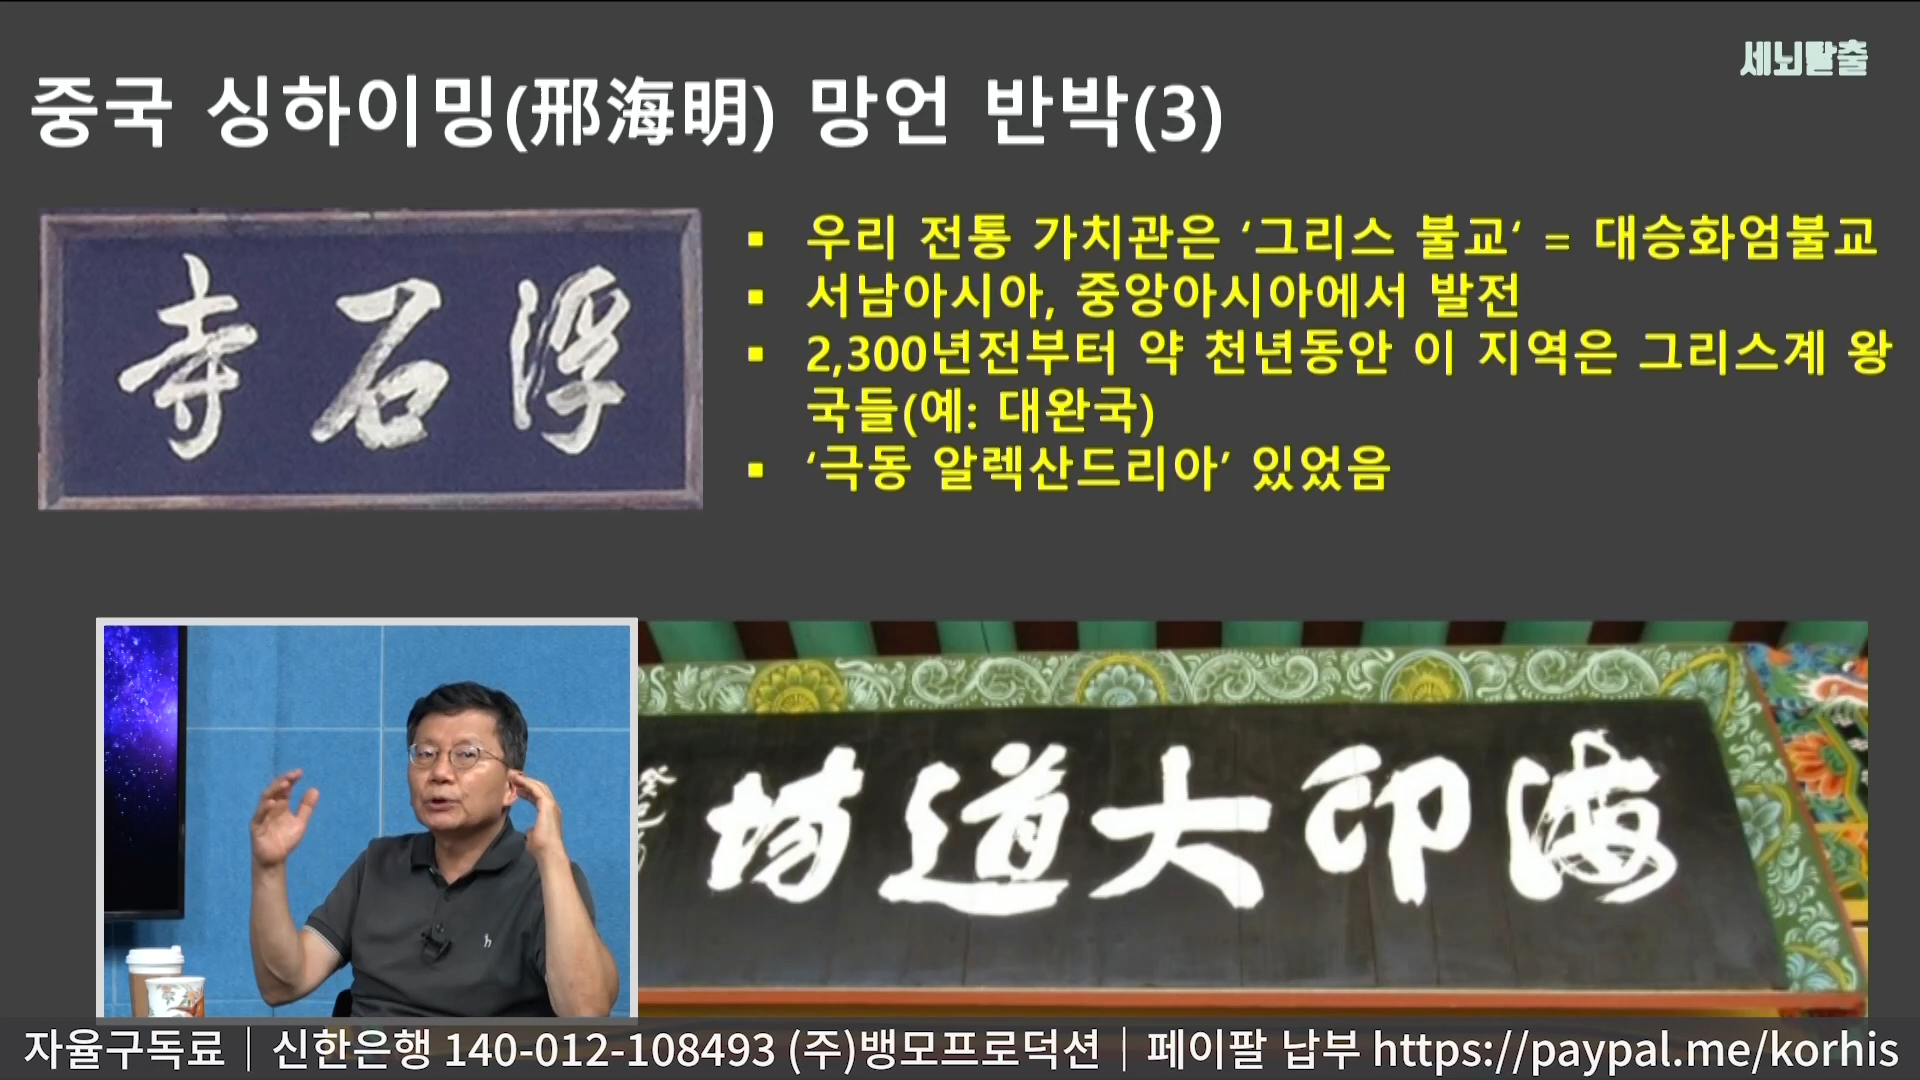 세뇌탈출
중국 싱하이밍(邢海明) 망언 반박(3)
寺石浮
▪ 우리 전통 가치관은 ‘그리스 불교‘ = 대승화엄불교
▪ 서남아시아, 중앙아시아에서 발전
▪ 2,300년전부터 약 천년동안 이 지역은 그리스계 왕
국들(예: 대완국)
▪ ‘극동 알렉산드리아’ 있었음
场道大印海
자율구독료│신한은행 140-012-108493 (주)뱅모프로덕션│페이팔 납부 https://paypal.me/korhis